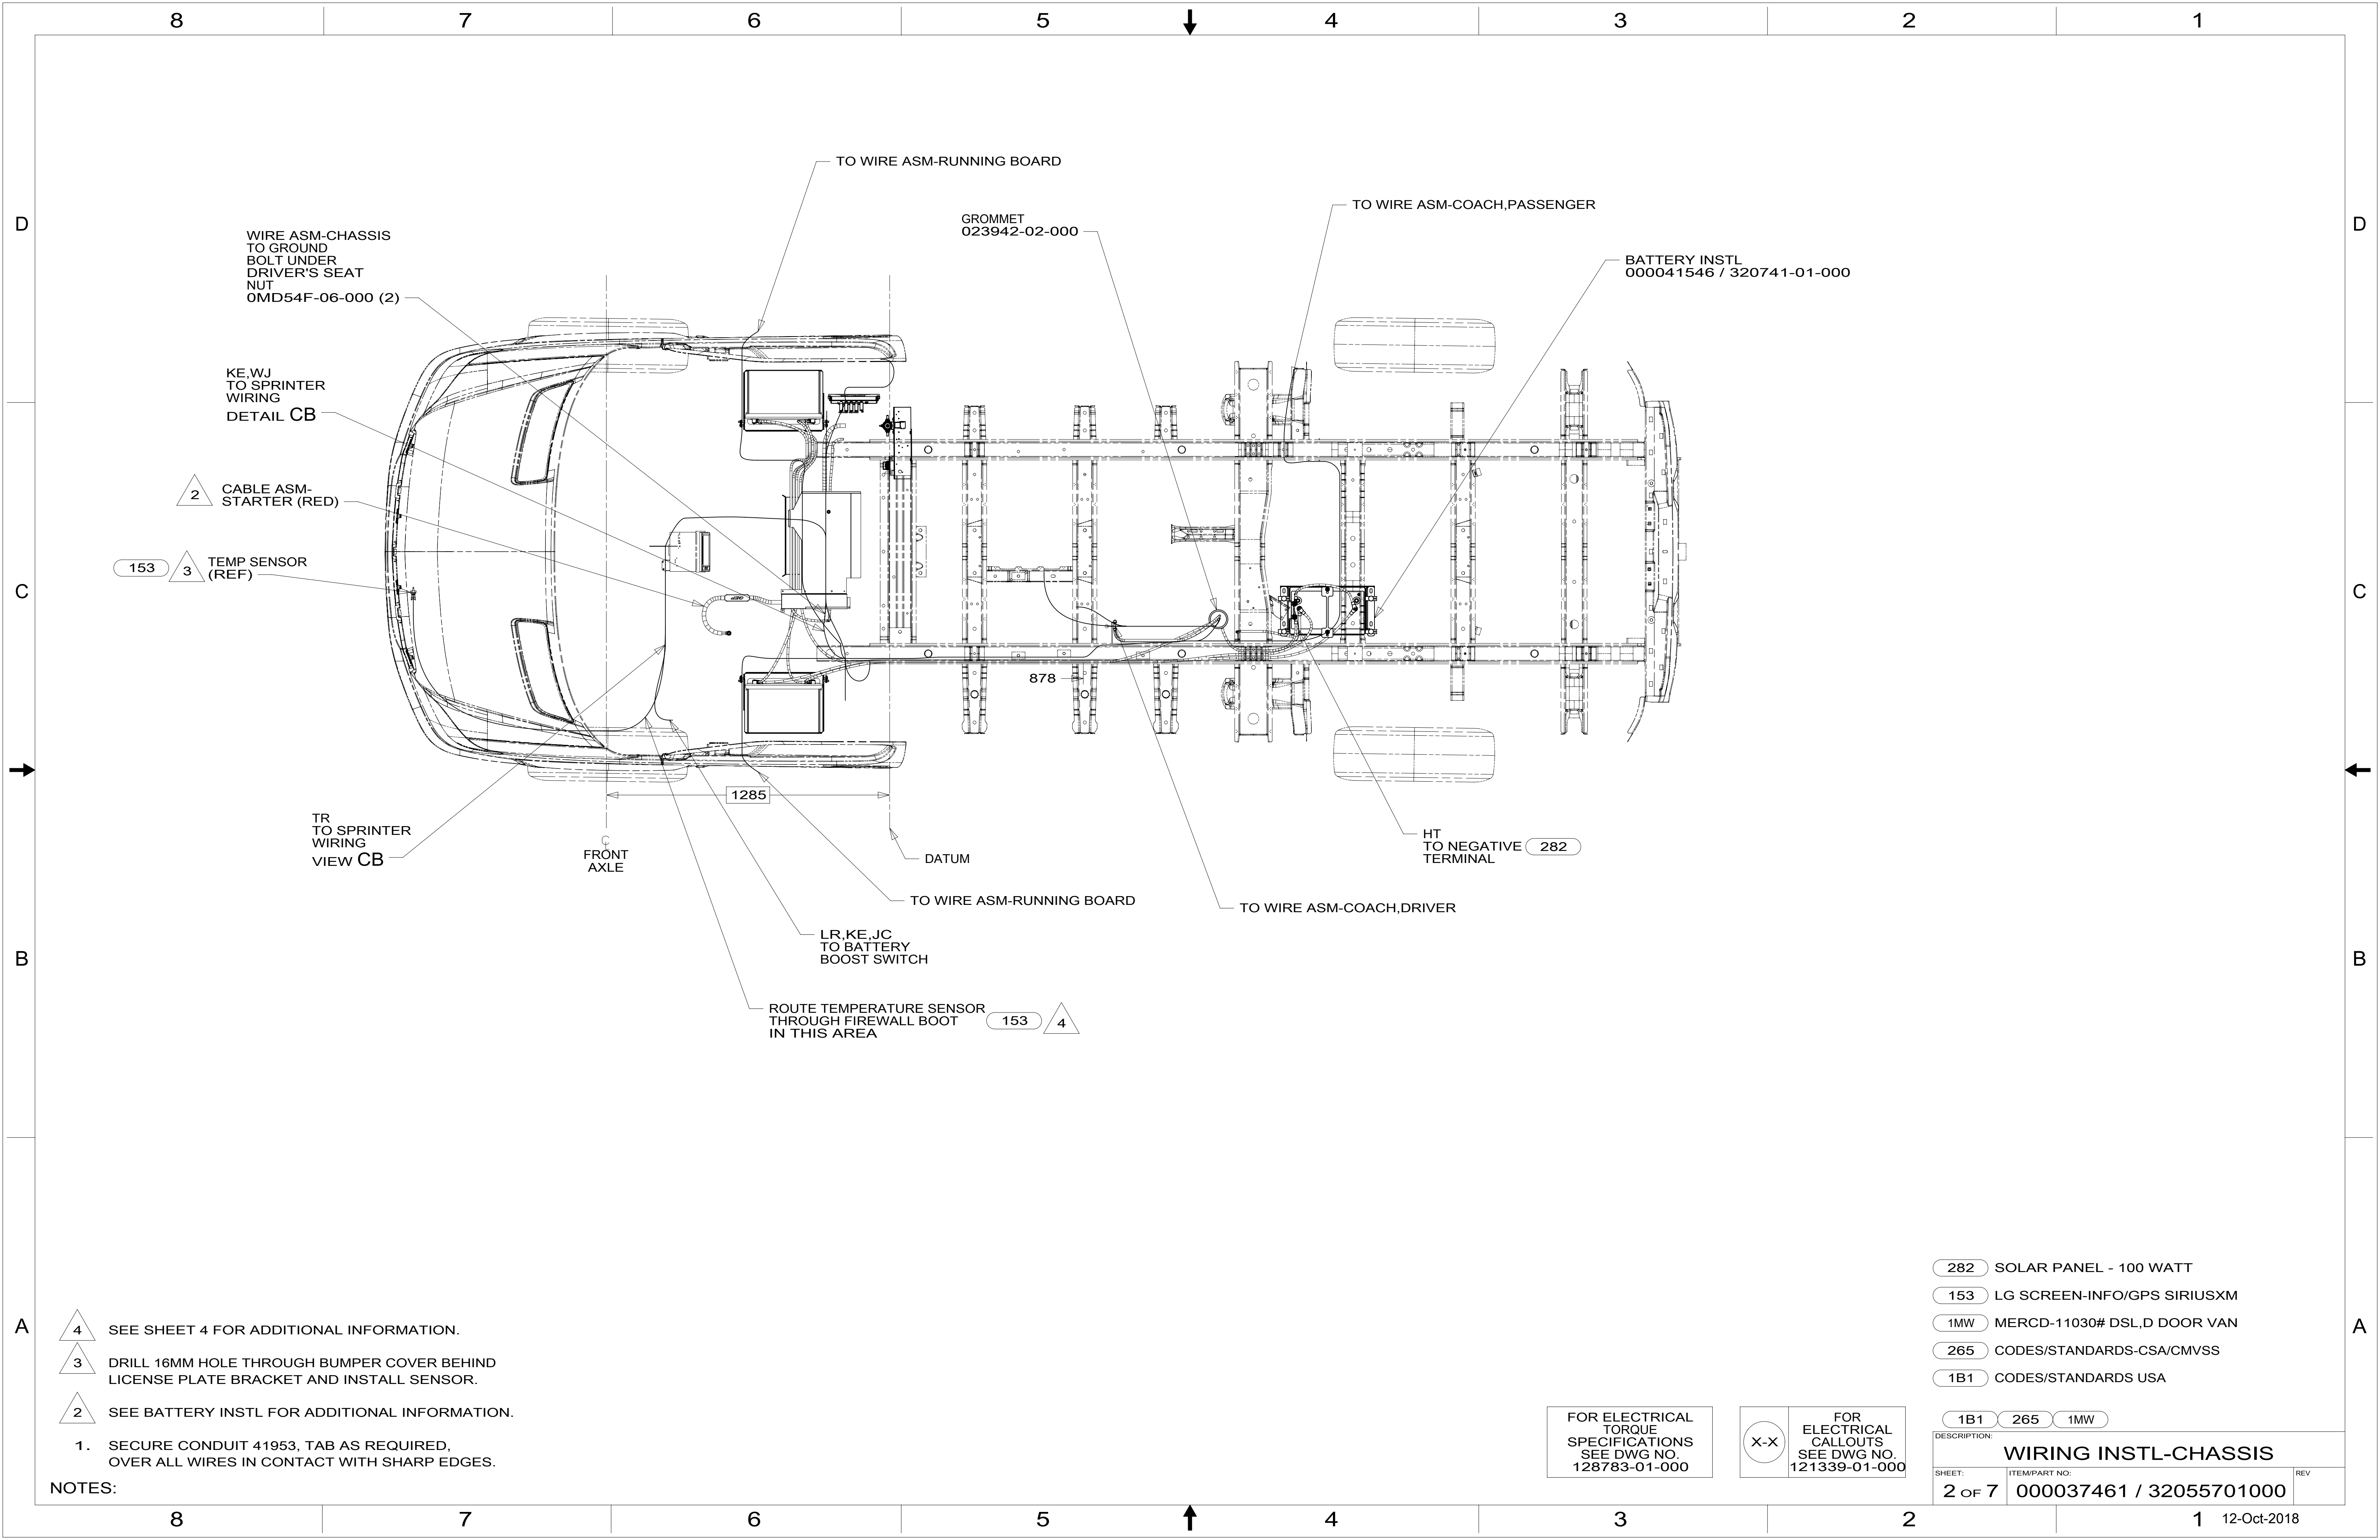 8 7 6 5 4 3 2 1
D
D
C
C
B
B
A
A
TO WIRE ASM-RUNNING BOARD
GROMMET
023942-02-000
TO WIRE ASM-COACH,PASSENGER
BATTERY INSTL
000041546 / 320741-01-000
WIRE ASM-CHASSIS
TO GROUND
BOLT UNDER
DRIVER'S SEAT
NUT
0MD54F-06-000 (2)
KE,WJ
TO SPRINTER
WIRING
DETAIL CB
2
CABLE ASM-
STARTER (RED)
153
3
TEMP SENSOR
(REF)
878
1285
TR
TO SPRINTER
WIRING
VIEW CB
FRONT
AXLE
DATUM
HT
TO NEGATIVE
TERMINAL
282
TO WIRE ASM-RUNNING BOARD
TO WIRE ASM-COACH,DRIVER
LR,KE,JC
TO BATTERY
BOOST SWITCH
ROUTE TEMPERATURE SENSOR
THROUGH FIREWALL BOOT
IN THIS AREA
153
4
4 SEE SHEET 4 FOR ADDITIONAL INFORMATION.
3 DRILL 16MM HOLE THROUGH BUMPER COVER BEHIND
LICENSE PLATE BRACKET AND INSTALL SENSOR.
2 SEE BATTERY INSTL FOR ADDITIONAL INFORMATION.
1. SECURE CONDUIT 41953, TAB AS REQUIRED,
OVER ALL WIRES IN CONTACT WITH SHARP EDGES.
NOTES:
282 SOLAR PANEL - 100 WATT
153 LG SCREEN-INFO/GPS SIRIUSXM
1MW MERCD-11030# DSL,D DOOR VAN
265 CODES/STANDARDS-CSA/CMVSS
1B1 CODES/STANDARDS USA
1B1 265 1MW
FOR ELECTRICAL
TORQUE
SPECIFICATIONS
SEE DWG NO.
128783-01-000
X-X
FOR
ELECTRICAL
CALLOUTS
SEE DWG NO.
121339-01-000
DESCRIPTION:
WIRING INSTL-CHASSIS
SHEET:
2 OF 7
ITEM/PART NO:
000037461 / 32055701000
REV
8 7 6 5 4 3 2 1
12-Oct-2018